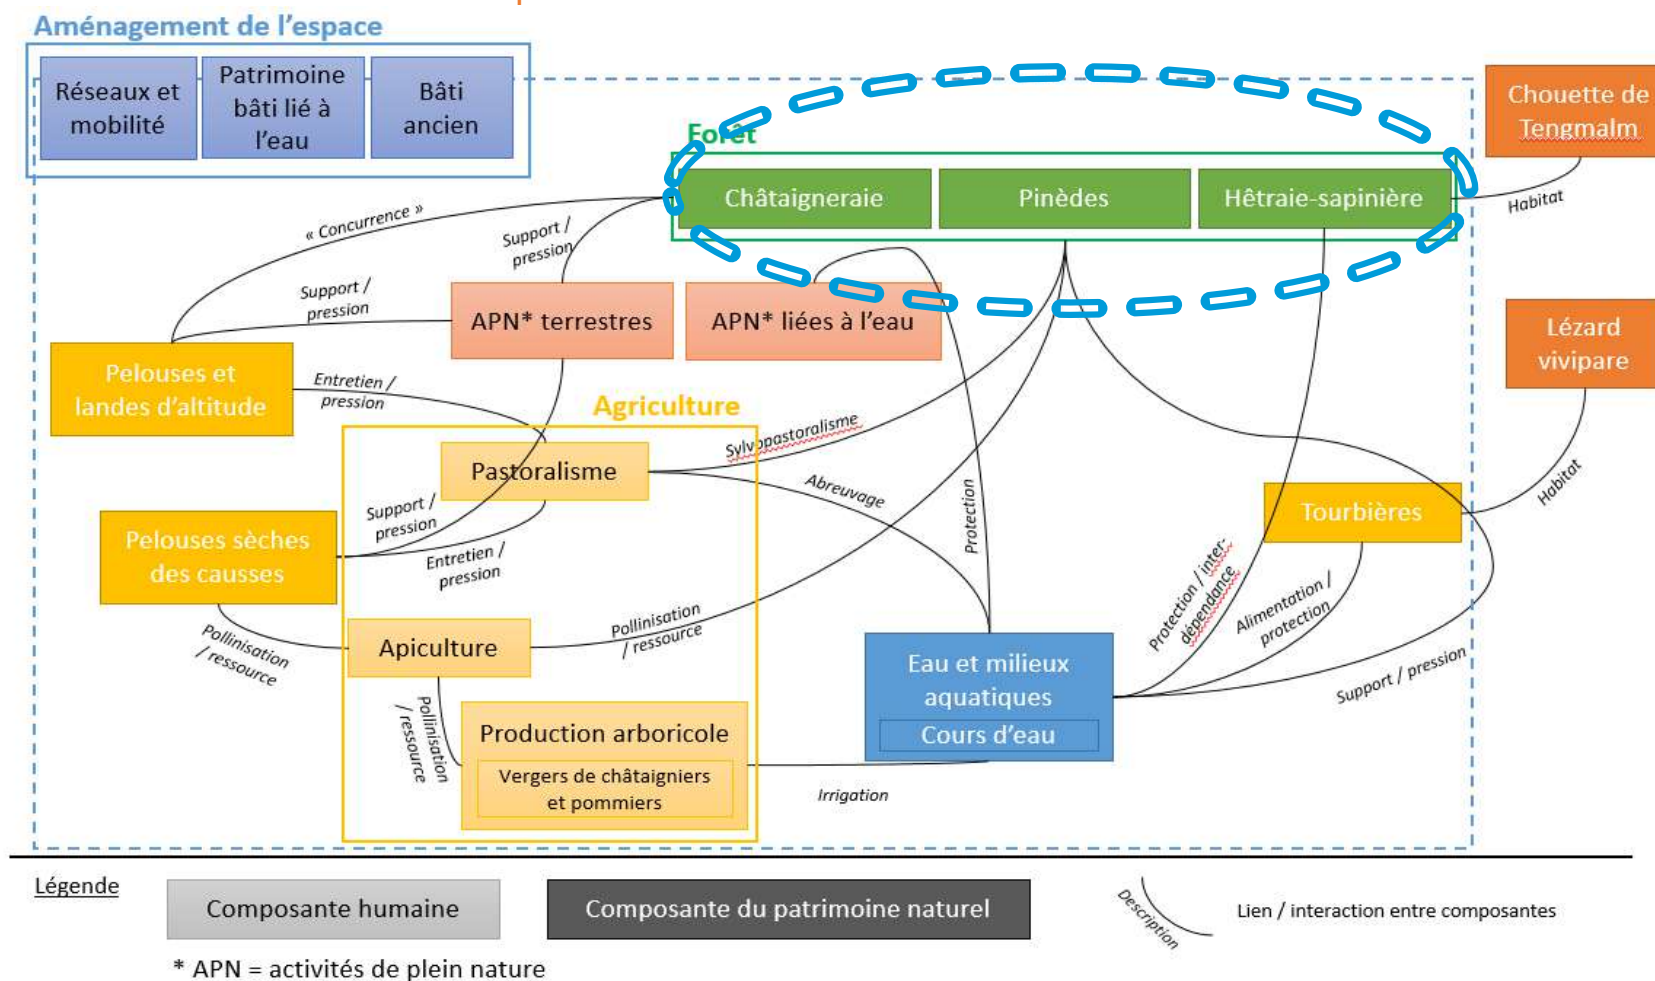 Aménagement de l’espace
Réseaux et
mobilité
Patrimoine
bâti lié à
l’eau
Bâti
ancien
Chouette de
Tengmalm
Forêt
Châtaigneraie
Pinèdes
Hêtraie-sapinière
Habitat
« Concurrence »
Support /
pression
Support /
pression
APN* terrestres
APN* liées à l’eau
Lézard
vivipare
Pelouses et
landes d’altitude
Entretien /
pression
Agriculture
Sylvopastoralisme
Pastoralisme
Abreuvage
Protection
Habitat
Tourbières
Support /
pression
Pelouses sèches
des causses
Entretien /
pression
Protection / inter-
dépendance
Alimentation /
protection
Pollinisation
/ ressource
Pollinisation
/ ressource
Apiculture
Eau et milieux
aquatiques
Cours d’eau
Support / pression
Pollinisation
/ ressource
Production arboricole
Vergers de châtaigniers
et pommiers
Irrigation
Légende
Composante humaine
Composante du patrimoine naturel
Description
Lien / interaction entre composantes
* APN = activités de plein nature